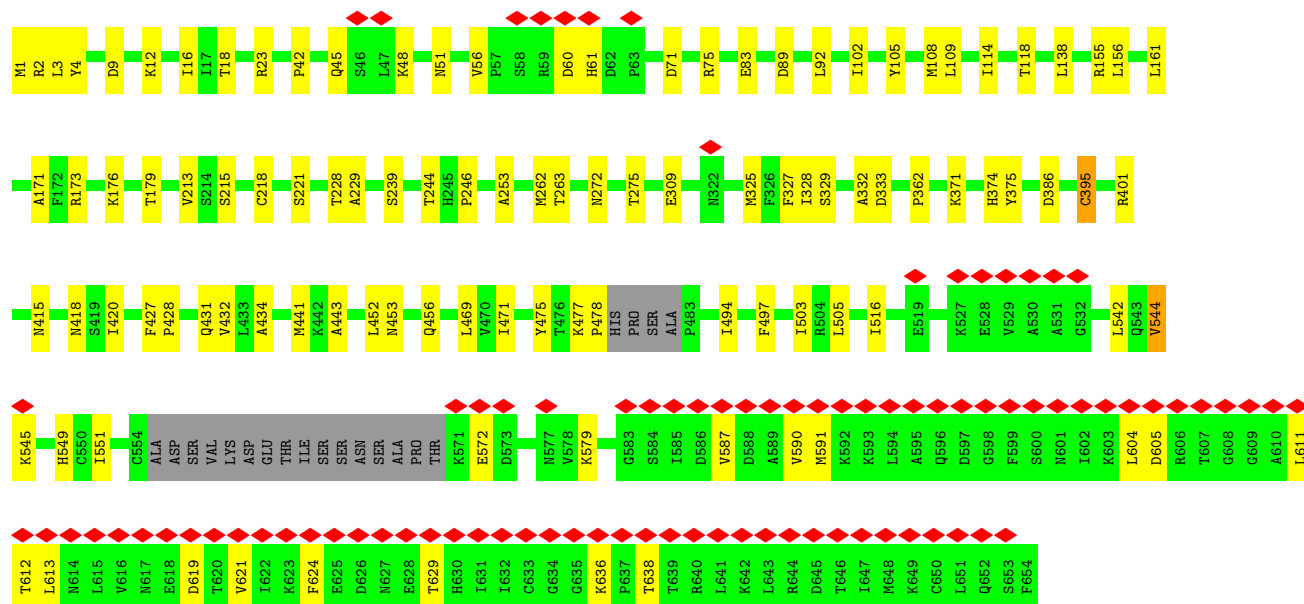 M1 R2 L3 Y4 D9 K12 I16 I17 T18 R23 P42 Q45 S46 L47 K48 N51 V56 P57 S58 R59 D60 H61 D62 P63 D71 R75 E83 D89 L92 I102 Y105 M108 L109 I114 T118 L138 R155 L156 L161
A171 F172 R173 K176 T179 V213 S214 S215 C218 S221 T228 A229 S239 T244 H245 P246 A253 M262 T263 N272 T275 E309 N322 M325 F326 F327 I328 S329 A332 D333 P362 K371 H374 Y375 D386 C395 R401
N415 N418 S419 I420 F427 P428 Q431 V432 L433 A434 M441 K442 A443 L452 N453 Q456 L469 V470 I471 Y475 T476 K477 P478 HIS PRO SER ALA P483 I494 F497 I503 R504 L505 I516 E519 K527 E528 V529 A530 A531 G532 L542 Q543 V544
K545 H549 C550 I551 C554 ALA ASP SER VAL LYS ASP GLU THR ILE SER SER ASN SER ALA PRO THR K571 E572 D573 N577 V578 K579 G583 S584 I585 D586 V587 D588 A589 V590 M591 K592 K593 L594 A595 Q596 D597 G598 F599 S600 N601 I602 K603 L604 D605 R606 T607 G608 G609 A610 L611
T612 L613 N614 L615 V616 N617 E618 D619 T620 V621 I622 K623 F624 E625 D626 N627 E628 T629 H630 I631 I632 C633 G634 G635 K636 P637 T638 T639 R640 L641 K642 L643 R644 D645 T646 I647 M648 K649 C650 L651 Q652 S653 F654